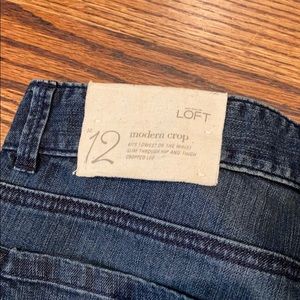 LOFT
12
modern crop
SITS LOWEST ON THE WAIST
SLIM THROUGH HIP AND THIGH
CROPPED LEG